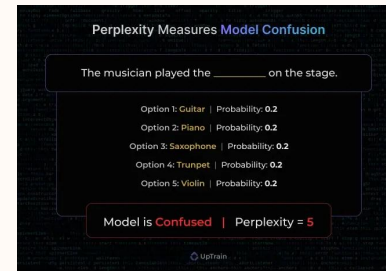 Perplexity Measures Model Confusion
The musician played the _________ on the stage.
Option 1: Guitar | Probability: 0.2
Option 2: Piano | Probability: 0.2
Option 3: Saxophone | Probability: 0.2
Option 4: Trunpet | Probability: 0.2
Option 5: Violin | Probability: 0.2
Model is Confused | Perplexity = 5
UpTrain